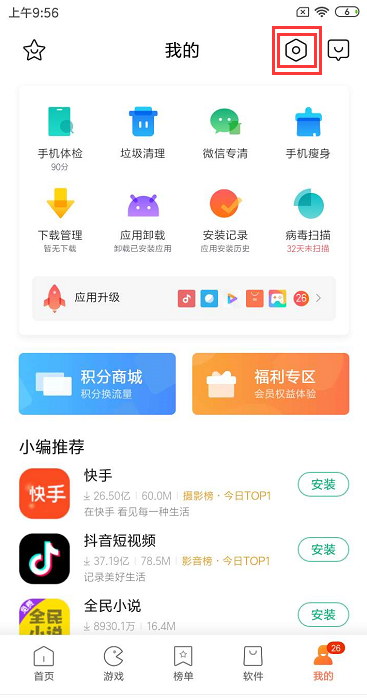 上午9:56
6
我的
手机体检
垃圾清理
微信专清
手机瘦身
90分
下载管理
应用卸载
安装记录
病毒扫描
暂无下载
卸载已安装应用
应用安装历史
32天未扫描
应用升级
26
积分商城
积分换流量
福利专区
会员权益体验
小编推荐
快手
快手
26.50亿 60.0M 摄影榜·今日TOP1
在快手 看见每一种生活
安装
抖音短视频
37.19亿 78.5M 影音榜·今日TOP1
记录美好生活
安装
免费
全民
小说
全民小说
8930.1万 16.4M
安装
26
首页
游戏
榜单
软件
我的